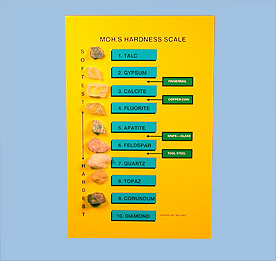 MOH'S HARDNESS SCALE
SOFTEST
HARDEST
1. TALC
2. GYPSUM
FINGERNAIL
3. CALCITE
COPPER COIN
4. FLUORITE
5. APATITE
KNIFE—GLASS
6. FELDSPAR
TOOL STEEL
7. QUARTZ
8. TOPAZ
9. CORUNDUM
10. DIAMOND